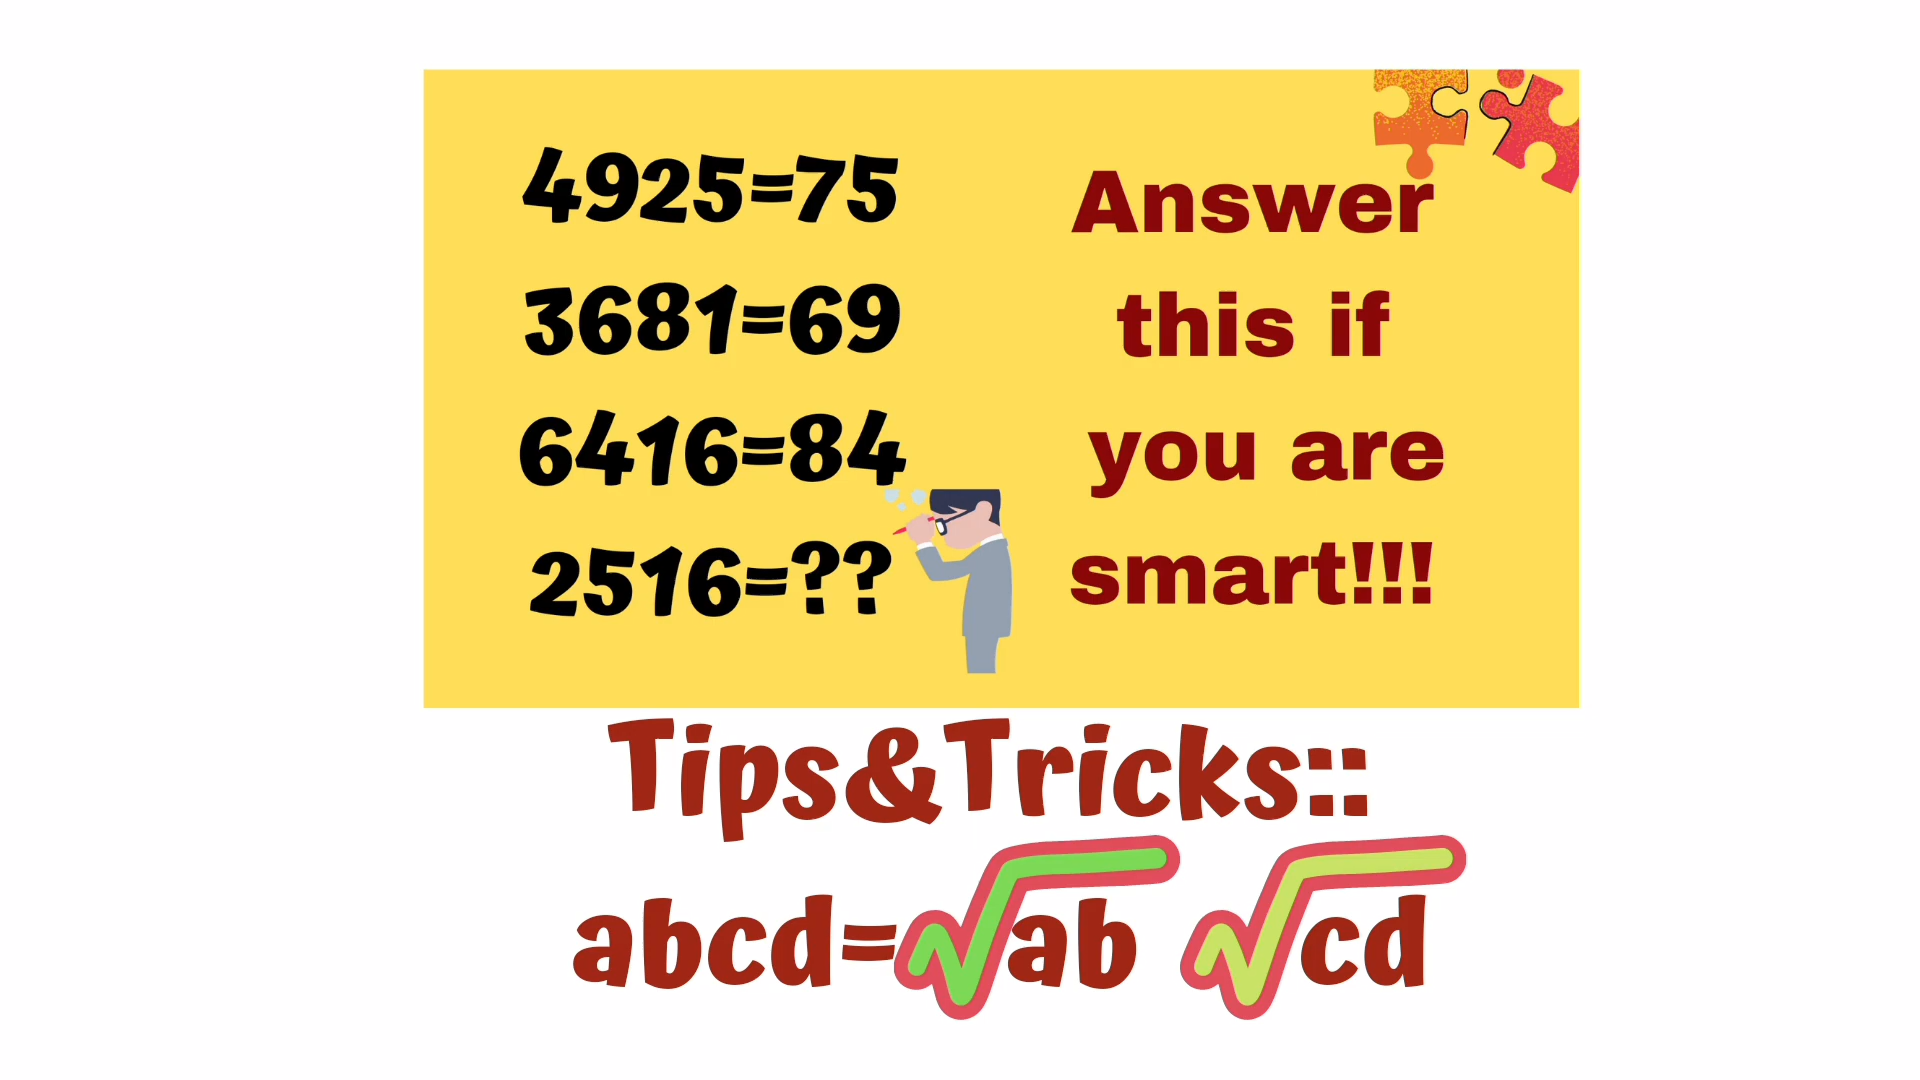 4925=75
3681=69
6416=84
2516=??
Answer
this if
you are
smart!!!
Tips&Tricks::
abcd=√ab √cd